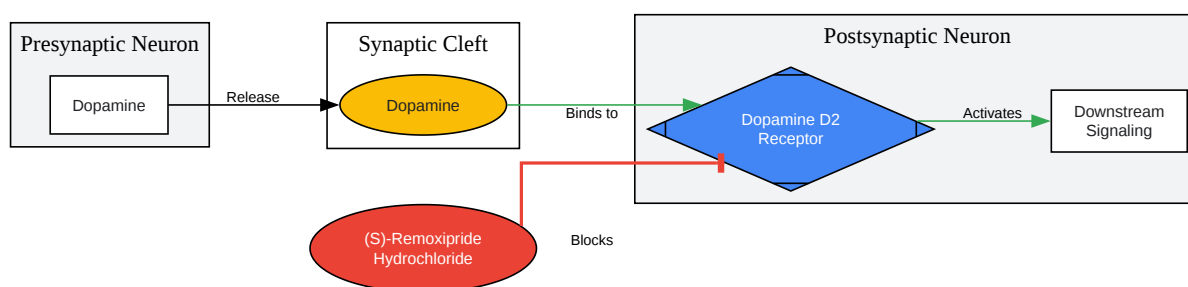 Presynaptic Neuron
Dopamine
Release
Synaptic Cleft
Dopamine
Binds to
Postsynaptic Neuron
Dopamine D2
Receptor
Activates
Downstream
Signaling
(S)-Remoxipride
Hydrochloride
Blocks